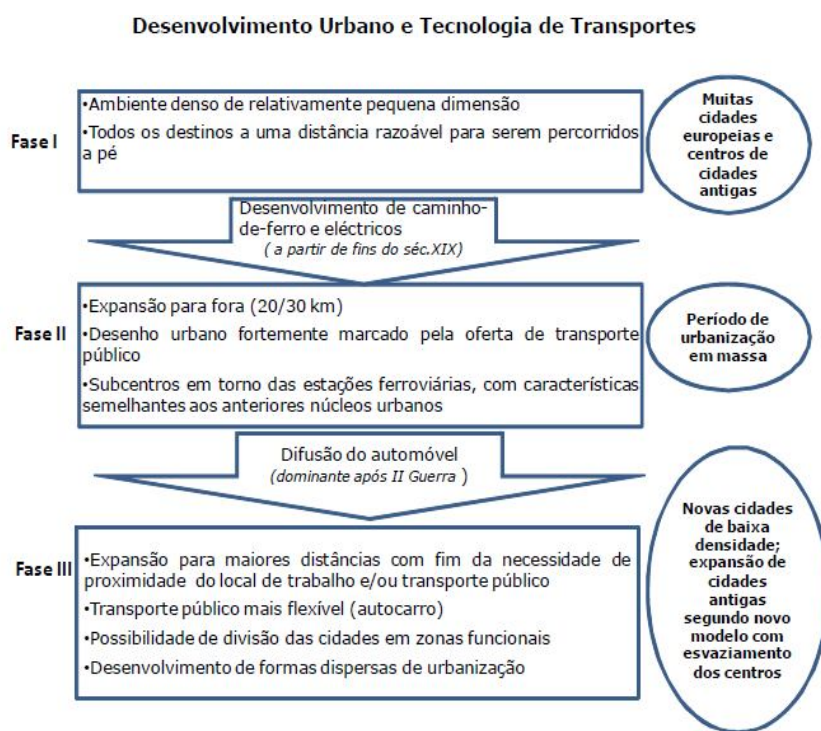 Desenvolvimento Urbano e Tecnologia de Transportes
Fase I
•Ambiente denso de relativamente pequena dimensão
•Todos os destinos a uma distância razoável para serem percorridos
a pé
Muitas
cidades
europeias e
centros de
cidades
antigas
Desenvolvimento de caminho-
de-ferro e eléctricos
( a partir de fins do séc.XIX)
Fase II
•Expansão para fora (20/30 km)
•Desenho urbano fortemente marcado pela oferta de transporte
público
•Subcentros em torno das estações ferroviárias, com características
semelhantes aos anteriores núcleos urbanos
Período de
urbanização
em massa
Difusão do automóvel
(dominante após II Guerra )
Fase III
•Expansão para maiores distâncias com fim da necessidade de
proximidade do local de trabalho e/ou transporte público
•Transporte público mais flexível (autocarro)
•Possibilidade de divisão das cidades em zonas funcionais
•Desenvolvimento de formas dispersas de urbanização
Novas cidades
de baixa
densidade;
expansão de
cidades
antigas
segundo novo
modelo com
esvaziamento
dos centros